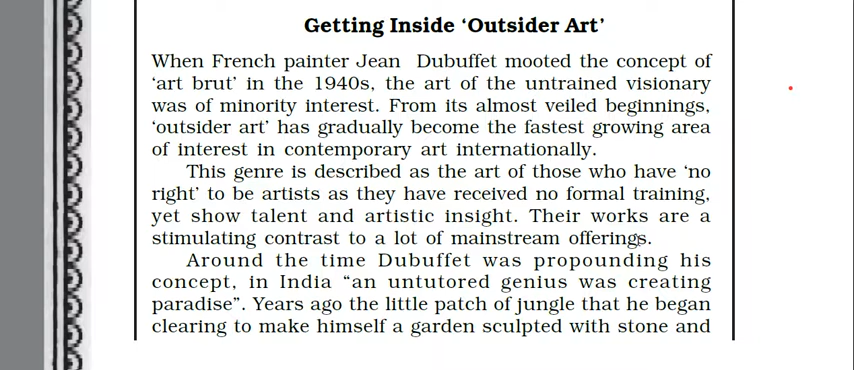 Getting Inside ‘Outsider Art’
When French painter Jean Dubuffet mooted the concept of
‘art brut’ in the 1940s, the art of the untrained visionary
was of minority interest. From its almost veiled beginnings,
‘outsider art’ has gradually become the fastest growing area
of interest in contemporary art internationally.
This genre is described as the art of those who have ‘no
right’ to be artists as they have received no formal training,
yet show talent and artistic insight. Their works are a
stimulating contrast to a lot of mainstream offerings.
Around the time Dubuffet was propounding his
concept, in India “an untutored genius was creating
paradise”. Years ago the little patch of jungle that he began
clearing to make himself a garden sculpted with stone and